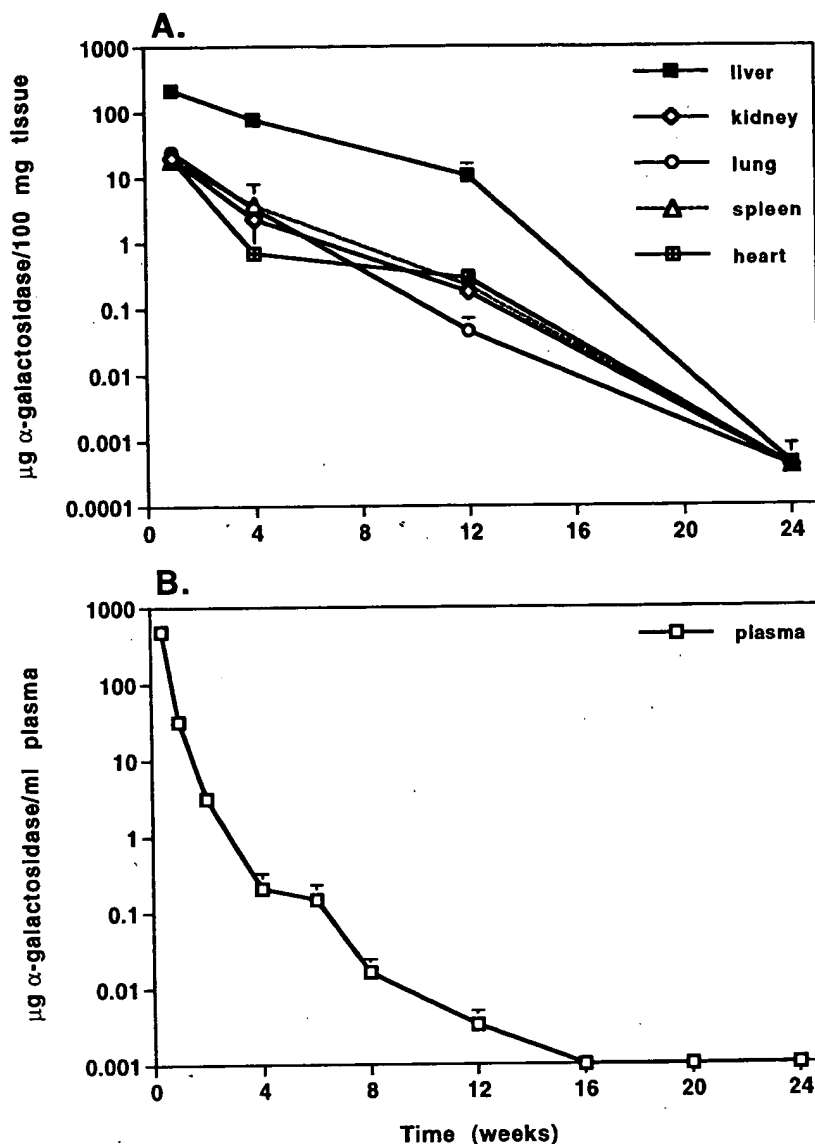 A.
µg α-galactosidase/100 mg tissue
1000
100
10
1
0.1
0.01
0.001
0.0001
0 4 8 12 16 20 24
liver
kidney
lung
spleen
heart
B.
µg α-galactosidase/ml plasma
1000
100
10
1
0.1
0.01
0.001
0 4 8 12 16 20 24
plasma
Time (weeks)